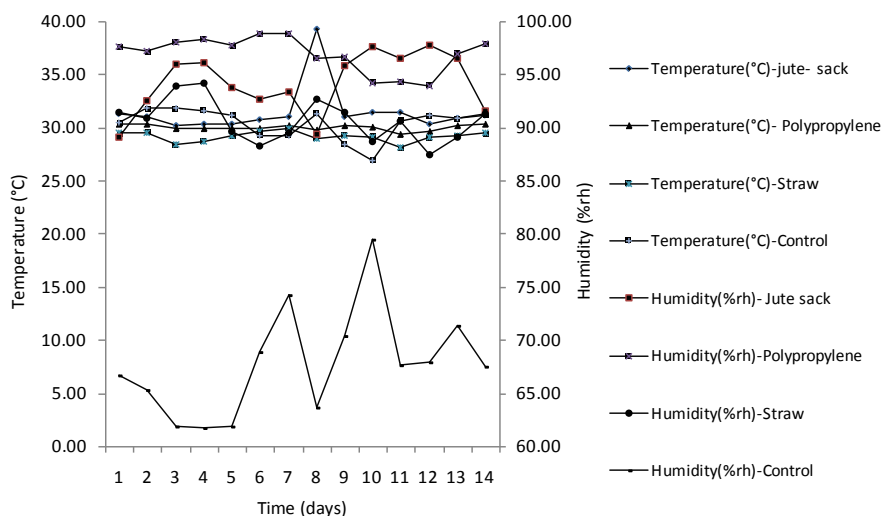 40.00
35.00
30.00
25.00
20.00
15.00
10.00
5.00
0.00
Temperature (°C)
100.00
95.00
90.00
85.00
80.00
75.00
70.00
65.00
60.00
Humidity (%rh)
1 2 3 4 5 6 7 8 9 10 11 12 13 14
Time (days)
Temperature(°C)-jute- sack
Temperature(°C)- Polypropylene
Temperature(°C)-Straw
Temperature(°C)-Control
Humidity(%rh)- Jute sack
Humidity(%rh)-Polypropylene
Humidity(%rh)-Straw
Humidity(%rh)-Control